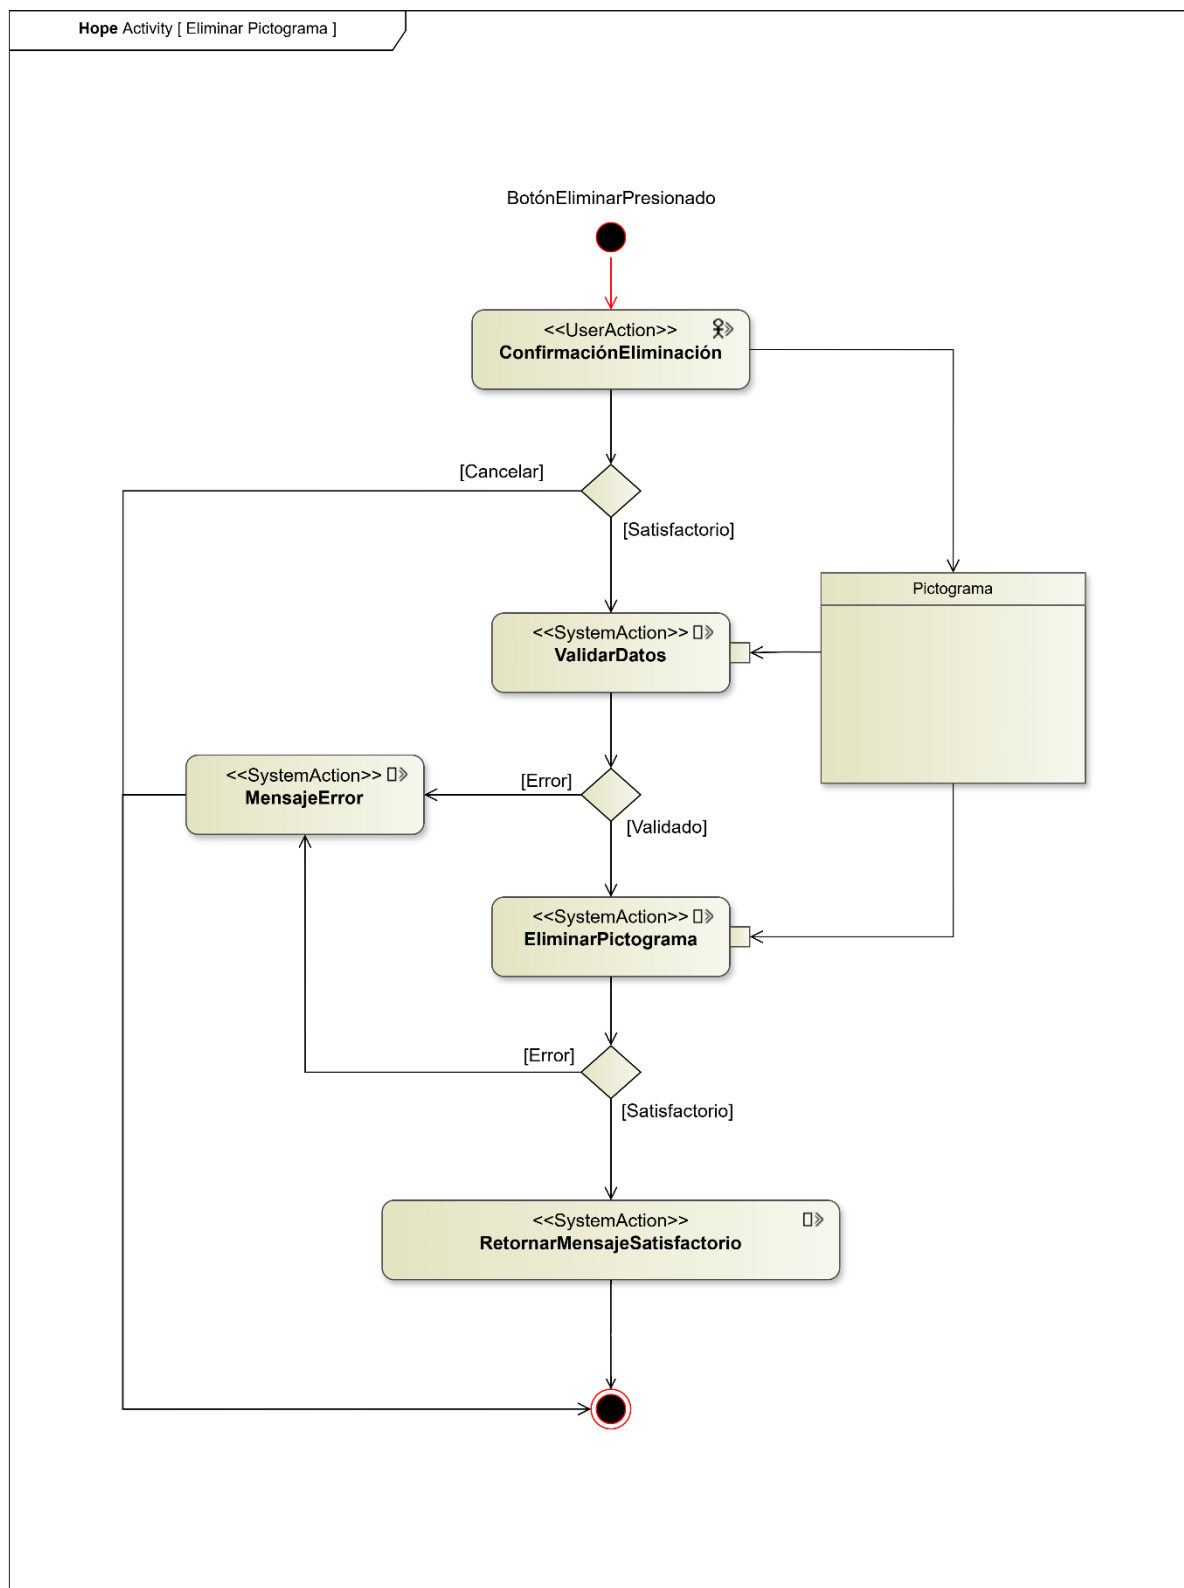 Hope Activity [ Eliminar Pictograma ]
BotónEliminarPresionado
<<UserAction>>
ConfirmaciónEliminación
[Cancelar]
[Satisfactorio]
Pictograma
<<SystemAction>>
ValidarDatos
<<SystemAction>>
MensajeError
[Error]
[Validado]
<<SystemAction>>
EliminarPictograma
[Error]
[Satisfactorio]
<<SystemAction>>
RetornarMensajeSatisfactorio